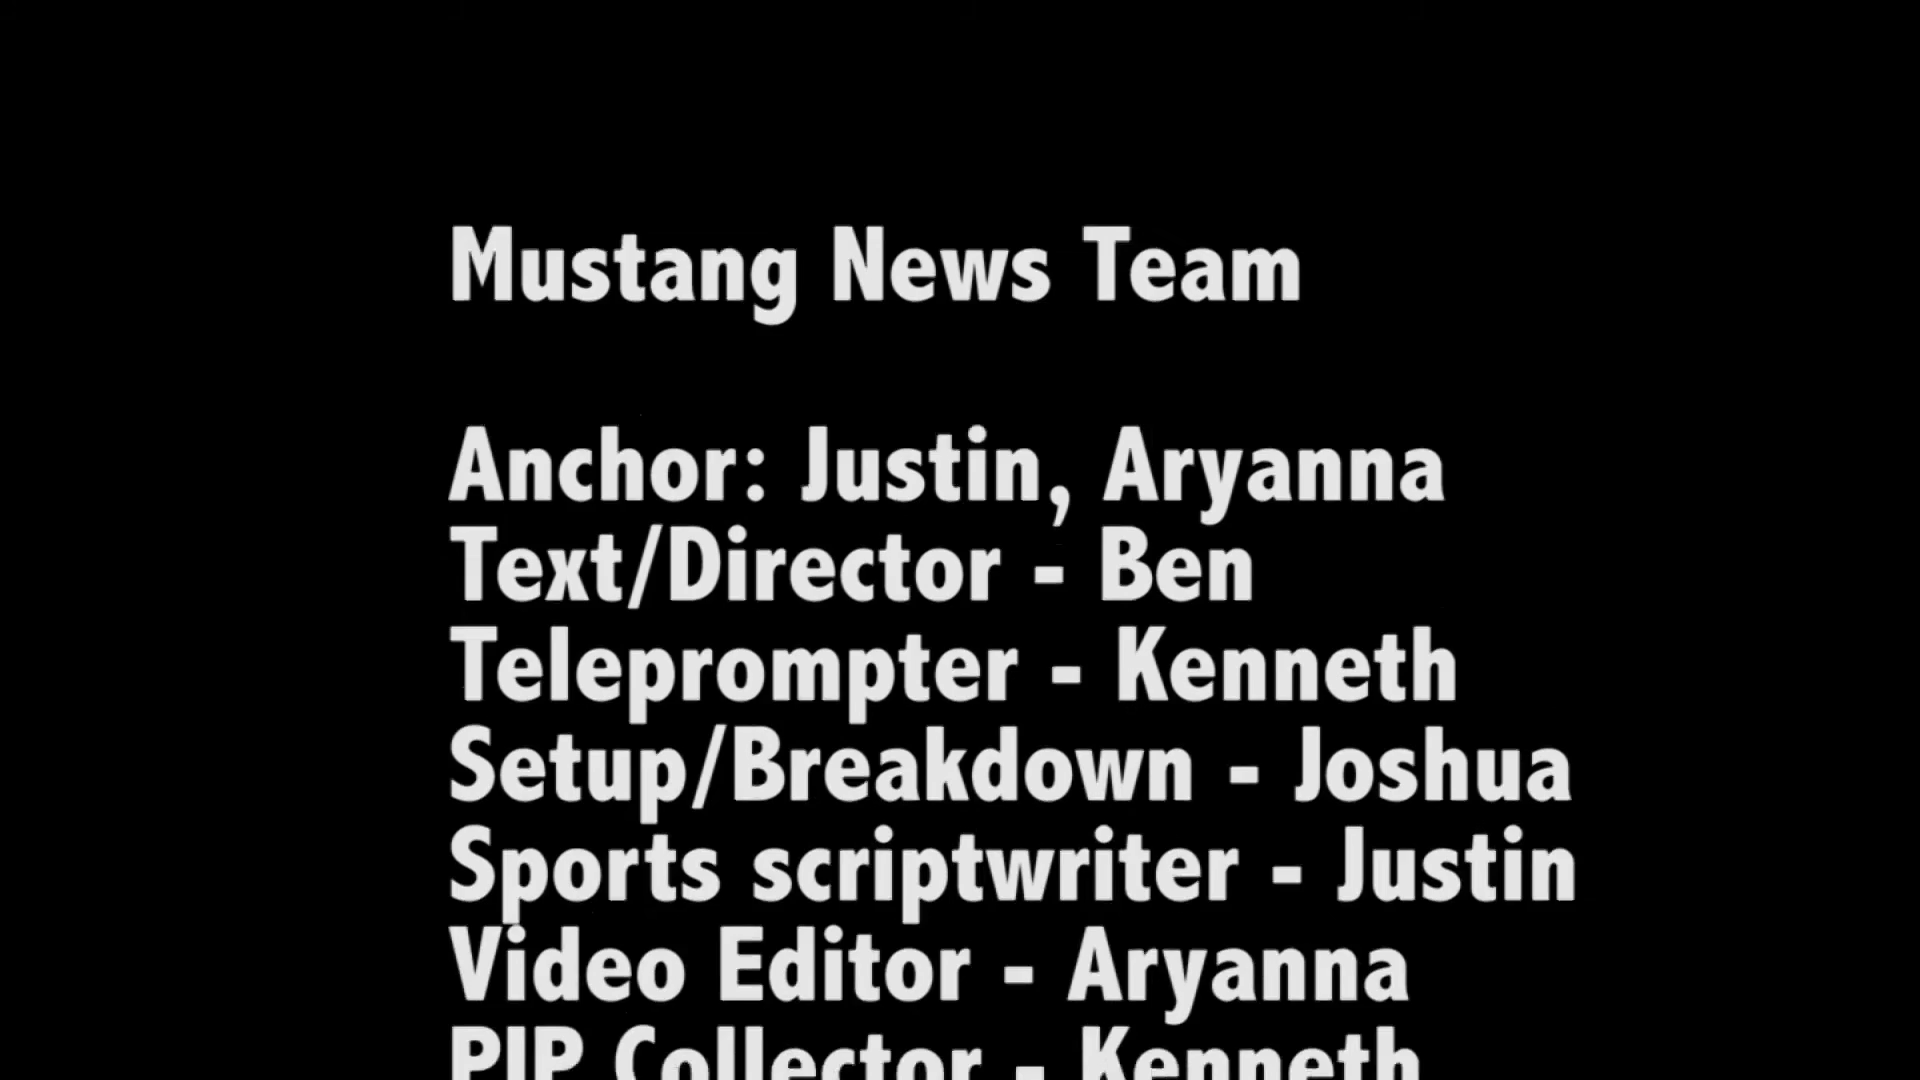 Mustang News Team
Anchor: Justin, Aryanna
Text/Director - Ben
Teleprompter - Kenneth
Setup/Breakdown - Joshua
Sports scriptwriter - Justin
Video Editor - Aryanna
PIP Collector - Kenneth